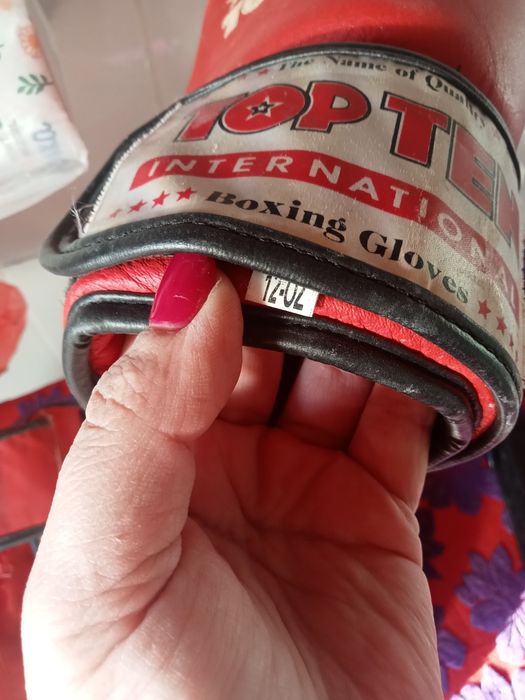 The Name of Quality
TOP TEN
INTERNATIONAL
Boxing Gloves
12-OZ